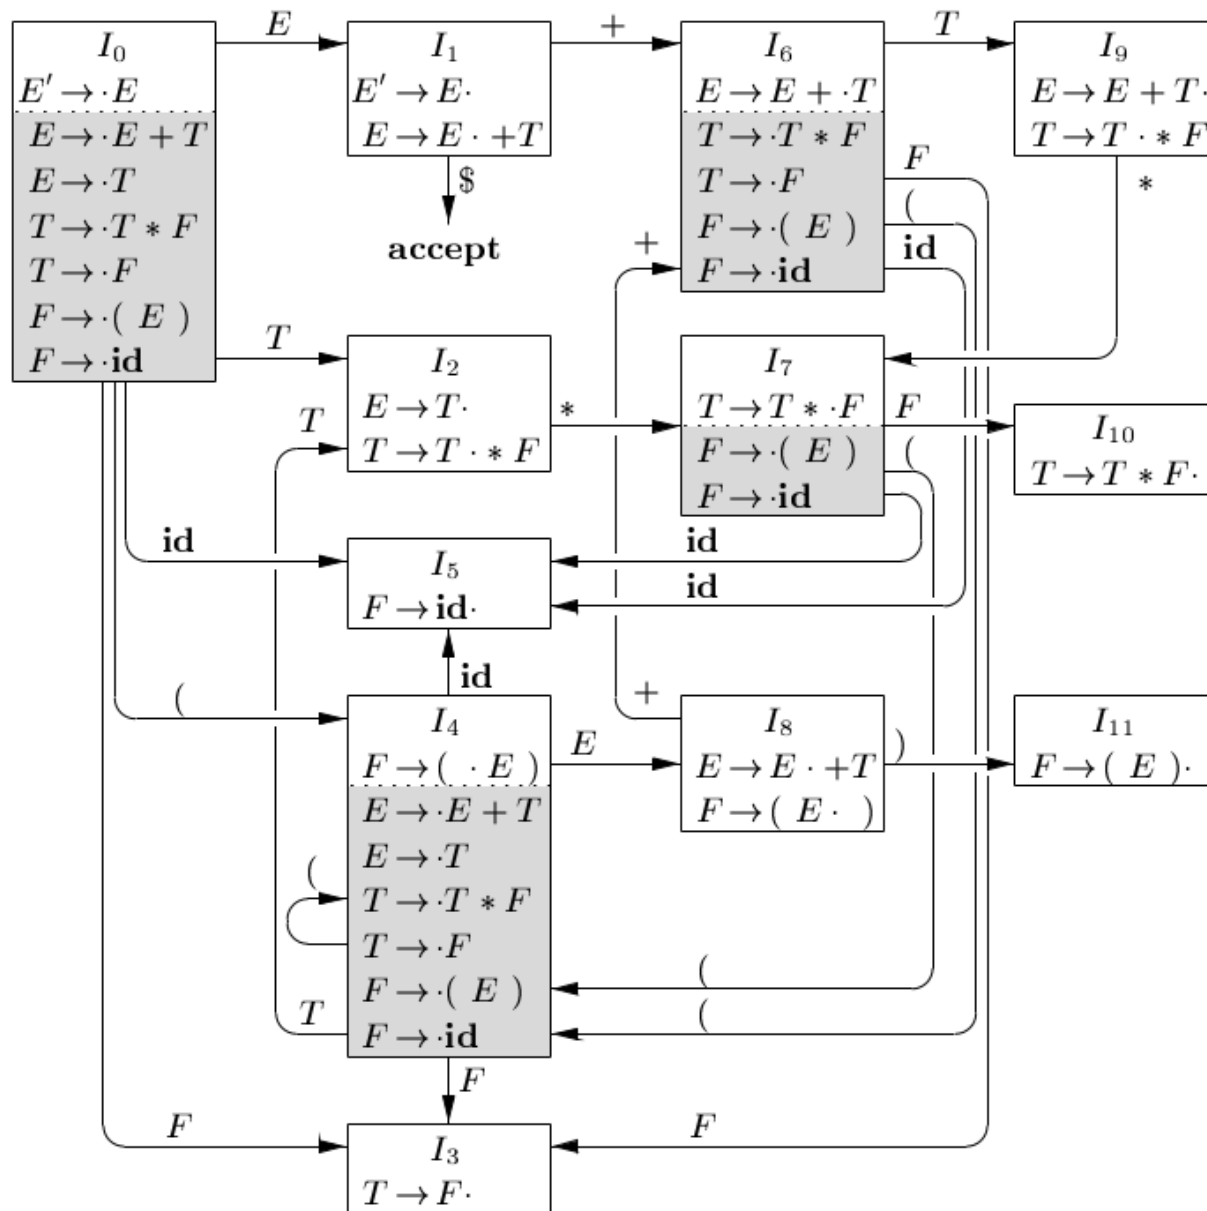 I₀
E′ → ·E
E → ·E + T
E → ·T
T → ·T * F
T → ·F
F → ·( E )
F → ·id
E
I₁
E′ → E·
E → E · +T
$
accept
+
I₆
E → E + ·T
T → ·T * F
T → ·F
F → ·( E )
F → ·id
T
I₉
E → E + T·
T → T · * F
*
F
(
id
+
T
I₂
E → T·
T → T · * F
T
*
I₇
T → T * ·F
F → ·( E )
F → ·id
F
(
I₁₀
T → T * F·
id
I₅
F → id·
id
id
id
(
I₄
F → ( · E )
E → ·E + T
E → ·T
T → ·T * F
T → ·F
F → ·( E )
F → ·id
E
+
I₈
E → E · +T
F → ( E · )
)
I₁₁
F → ( E )·
(
T
(
(
F
F
F
I₃
T → F·